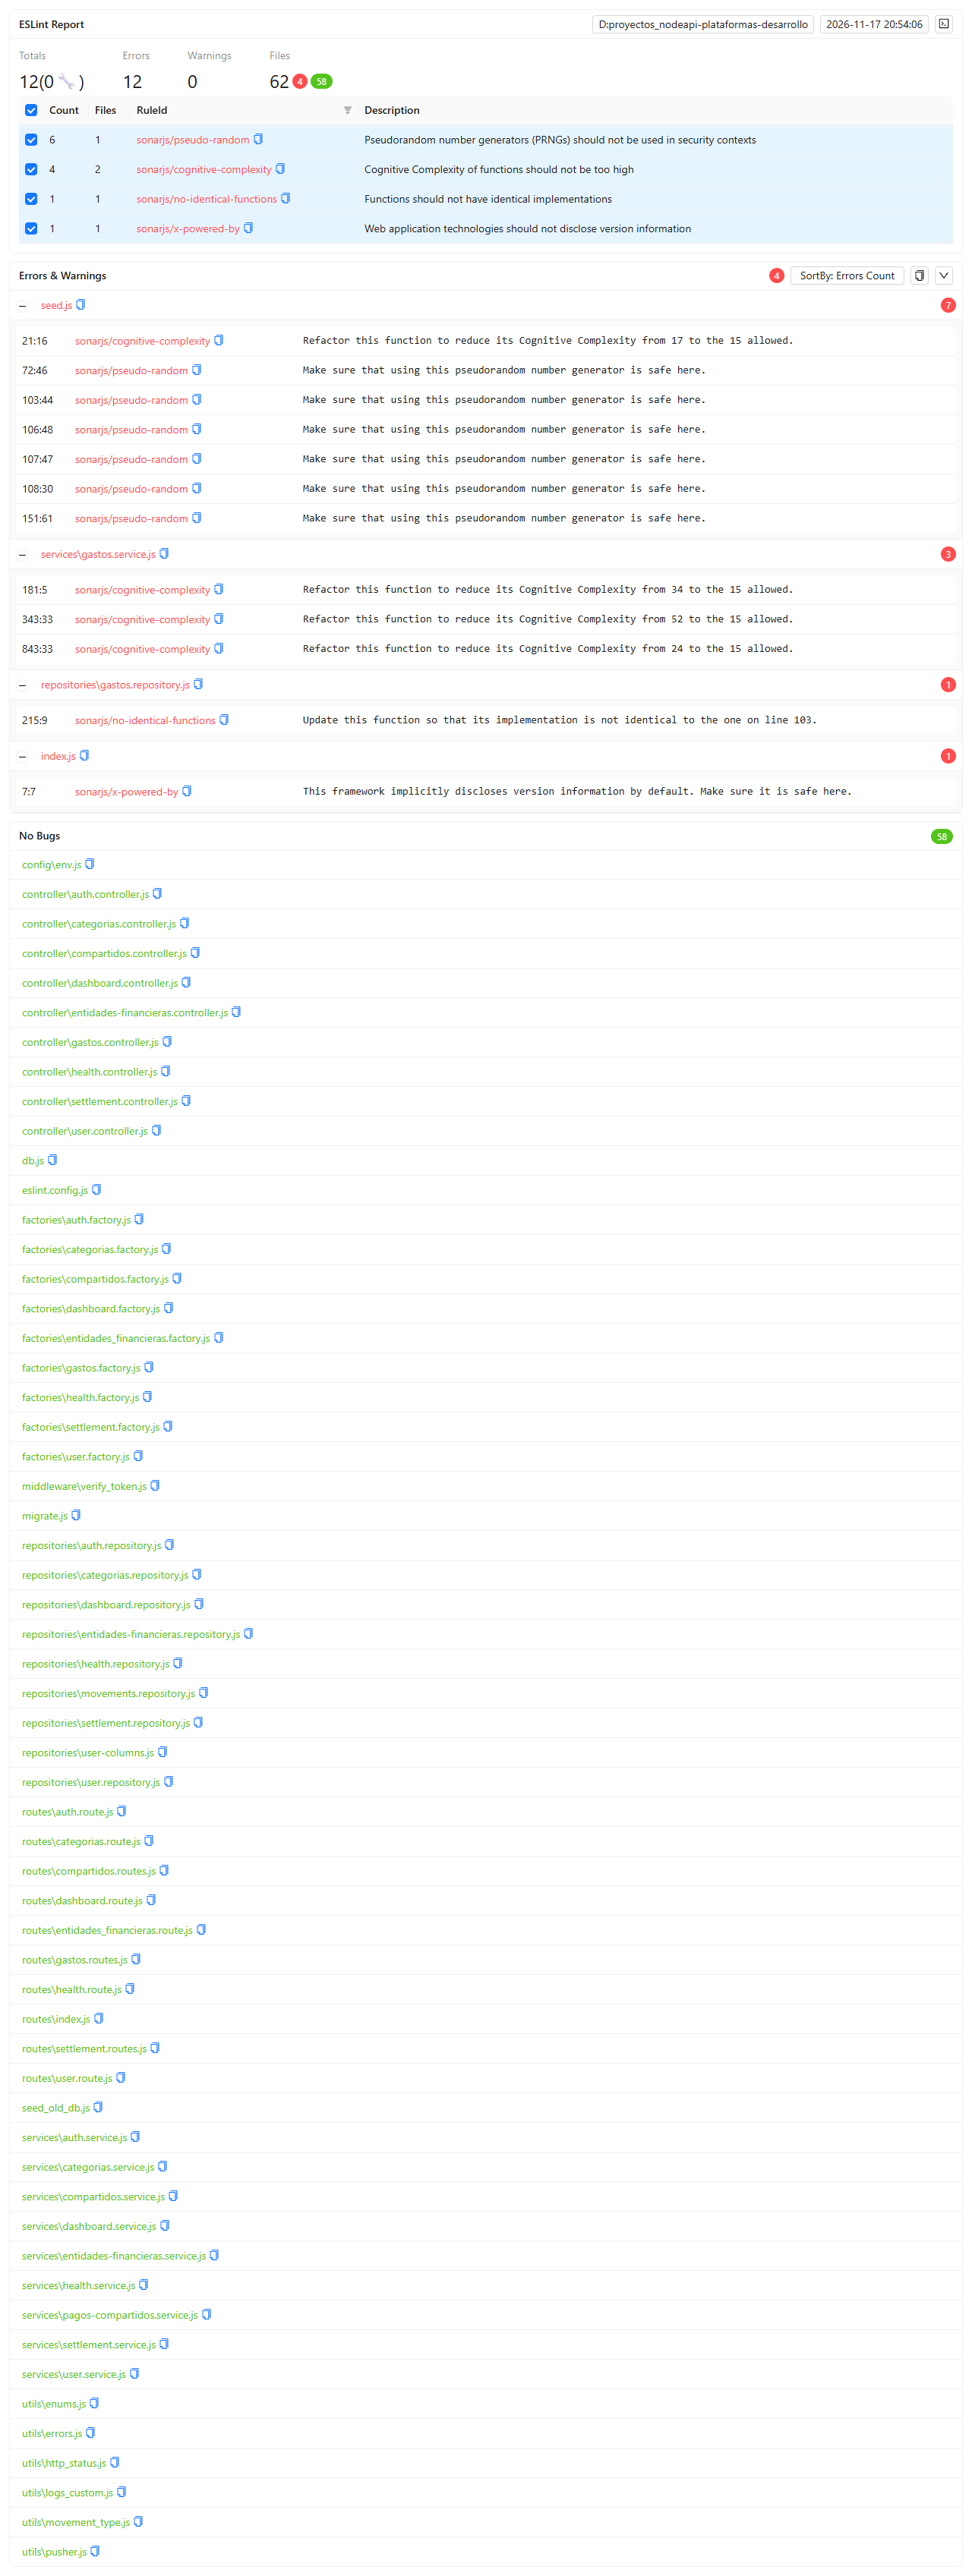 ESLint Report D:proyectos_nodeapi-plataformas-desarrollo 2026-11-17 20:54:06
Totals Errors Warnings Files
12(0 🔧 ) 12 0 62 4 58
Count Files RuleId Description
6 1 sonarjs/pseudo-random Pseudorandom number generators (PRNGs) should not be used in security contexts
4 2 sonarjs/cognitive-complexity Cognitive Complexity of functions should not be too high
1 1 sonarjs/no-identical-functions Functions should not have identical implementations
1 1 sonarjs/x-powered-by Web application technologies should not disclose version information
Errors & Warnings 4 SortBy: Errors Count
seed.js 7
21:16 sonarjs/cognitive-complexity Refactor this function to reduce its Cognitive Complexity from 17 to the 15 allowed.
72:46 sonarjs/pseudo-random Make sure that using this pseudorandom number generator is safe here.
103:44 sonarjs/pseudo-random Make sure that using this pseudorandom number generator is safe here.
106:48 sonarjs/pseudo-random Make sure that using this pseudorandom number generator is safe here.
107:47 sonarjs/pseudo-random Make sure that using this pseudorandom number generator is safe here.
108:30 sonarjs/pseudo-random Make sure that using this pseudorandom number generator is safe here.
151:61 sonarjs/pseudo-random Make sure that using this pseudorandom number generator is safe here.
services\gastos.service.js 3
181:5 sonarjs/cognitive-complexity Refactor this function to reduce its Cognitive Complexity from 34 to the 15 allowed.
343:33 sonarjs/cognitive-complexity Refactor this function to reduce its Cognitive Complexity from 52 to the 15 allowed.
843:33 sonarjs/cognitive-complexity Refactor this function to reduce its Cognitive Complexity from 24 to the 15 allowed.
repositories\gastos.repository.js 1
215:9 sonarjs/no-identical-functions Update this function so that its implementation is not identical to the one on line 103.
index.js 1
7:7 sonarjs/x-powered-by This framework implicitly discloses version information by default. Make sure it is safe here.
No Bugs 58
config\env.js
controller\auth.controller.js
controller\categorias.controller.js
controller\compartidos.controller.js
controller\dashboard.controller.js
controller\entidades-financieras.controller.js
controller\gastos.controller.js
controller\health.controller.js
controller\settlement.controller.js
controller\user.controller.js
db.js
eslint.config.js
factories\auth.factory.js
factories\categorias.factory.js
factories\compartidos.factory.js
factories\dashboard.factory.js
factories\entidades_financieras.factory.js
factories\gastos.factory.js
factories\health.factory.js
factories\settlement.factory.js
factories\user.factory.js
middleware\verify_token.js
migrate.js
repositories\auth.repository.js
repositories\categorias.repository.js
repositories\dashboard.repository.js
repositories\entidades-financieras.repository.js
repositories\health.repository.js
repositories\movements.repository.js
repositories\settlement.repository.js
repositories\user-columns.js
repositories\user.repository.js
routes\auth.route.js
routes\categorias.route.js
routes\compartidos.routes.js
routes\dashboard.route.js
routes\entidades_financieras.route.js
routes\gastos.routes.js
routes\health.route.js
routes\index.js
routes\settlement.routes.js
routes\user.route.js
seed_old_db.js
services\auth.service.js
services\categorias.service.js
services\compartidos.service.js
services\dashboard.service.js
services\entidades-financieras.service.js
services\health.service.js
services\pagos-compartidos.service.js
services\settlement.service.js
services\user.service.js
utils\enums.js
utils\errors.js
utils\http_status.js
utils\logs_custom.js
utils\movement_type.js
utils\pusher.js